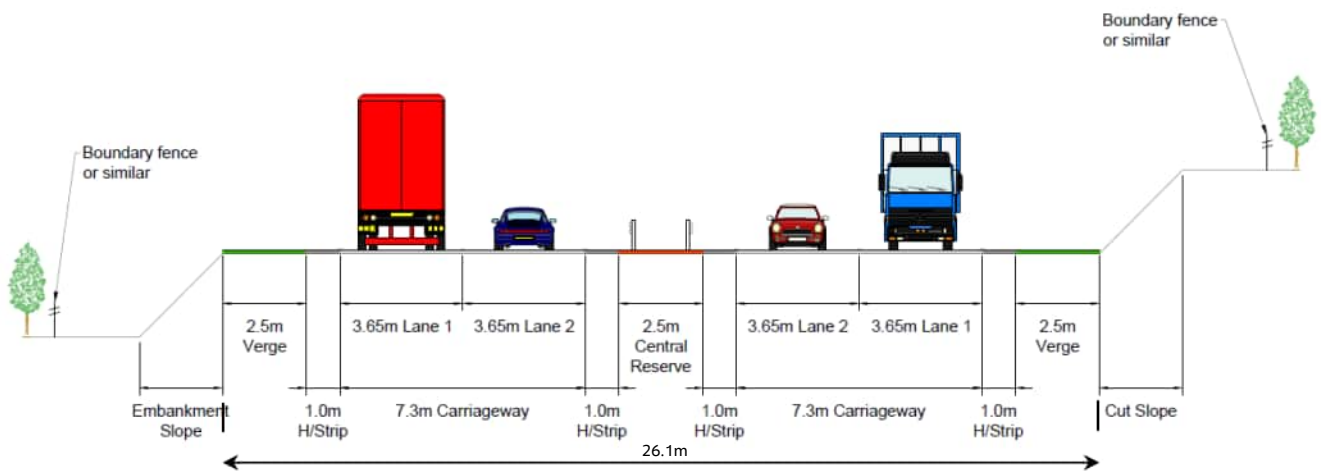 Boundary fence
or similar
Boundary fence
or similar
2.5m
Verge
3.65m Lane 1
3.65m Lane 2
2.5m
Central
Reserve
3.65m Lane 2
3.65m Lane 1
2.5m
Verge
Embankment
Slope
1.0m
H/Strip
7.3m Carriageway
1.0m
H/Strip
1.0m
H/Strip
7.3m Carriageway
1.0m
H/Strip
Cut Slope
26.1m